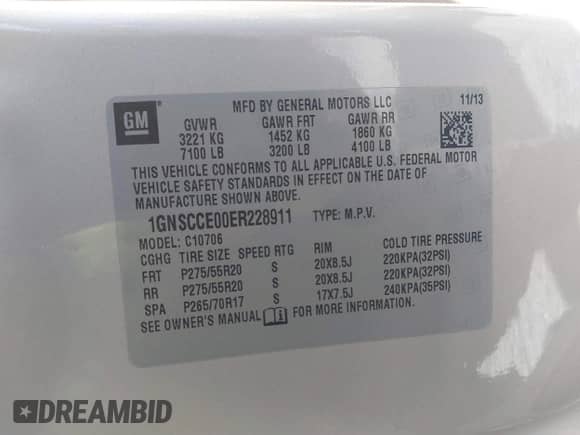 MFD BY GENERAL MOTORS LLC 11/13
GM
GVWR GAWR FRT GAWR RR
3221 KG 1452 KG 1860 KG
7100 LB 3200 LB 4100 LB
THIS VEHICLE CONFORMS TO ALL APPLICABLE U.S. FEDERAL MOTOR
VEHICLE SAFETY STANDARDS IN EFFECT ON THE DATE OF
MANUFACTURE SHOWN ABOVE.
1GNSCCE00ER228911 TYPE: M.P.V.
MODEL: C10706
CGHG TIRE SIZE SPEED RTG RIM COLD TIRE PRESSURE
FRT P275/55R20 S 20X8.5J 220KPA(32PSI)
RR P275/55R20 S 20X8.5J 220KPA(32PSI)
SPA P265/70R17 S 17X7.5J 240KPA(35PSI)
SEE OWNER'S MANUAL FOR MORE INFORMATION.
DREAMBID